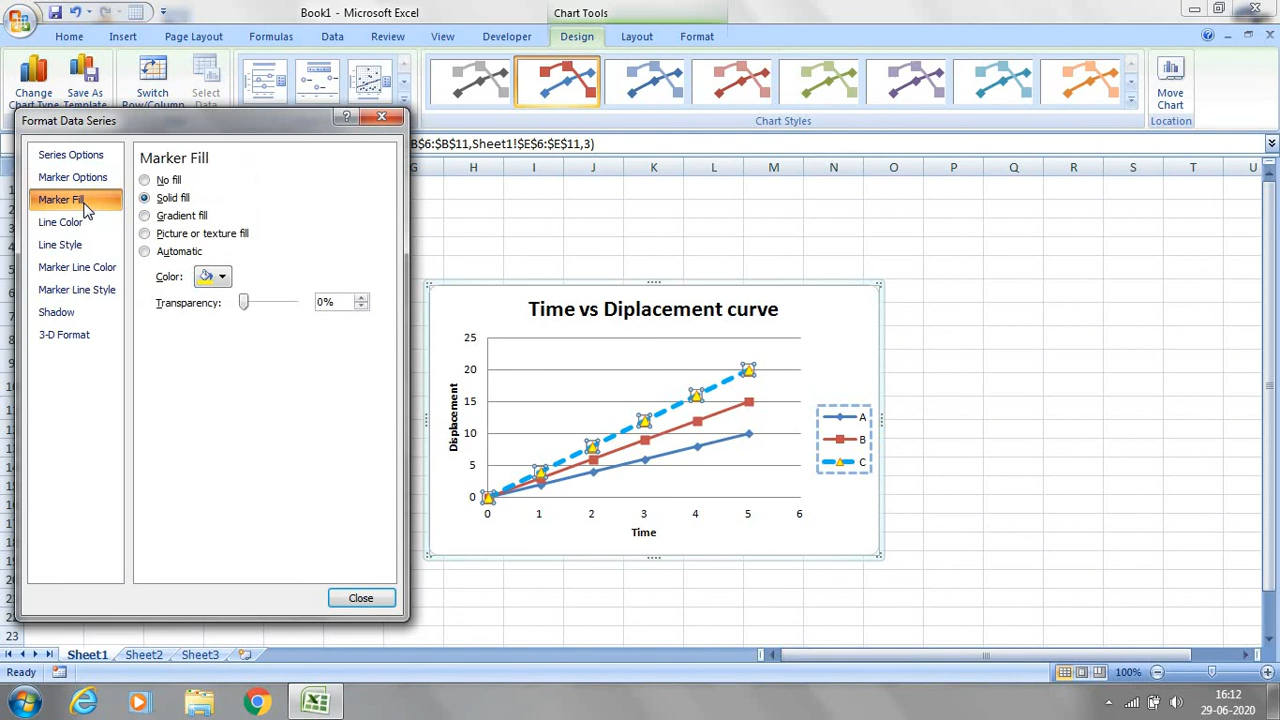 Book1 - Microsoft Excel
Chart Tools
Home
Insert
Page Layout
Formulas
Data
Review
View
Developer
Design
Layout
Format
Change
Chart Type
Save As
Template
Switch
Row/Column
Select
Data
Chart Styles
Move
Chart
Location
Format Data Series
B$6:$B$11,Sheet1!$E$6:$E$11,3)
G H I J K L M N O P Q R S T U
Series Options
Marker Options
Marker Fill
Line Color
Line Style
Marker Line Color
Marker Line Style
Shadow
3-D Format
Marker Fill
No fill
Solid fill
Gradient fill
Picture or texture fill
Automatic
Color:
Transparency:
0%
Close
Time vs Diplacement curve
25
20
15
10
5
0
0 1 2 3 4 5 6
Displacement
Time
A
B
C
23
Sheet1
Sheet2
Sheet3
Ready
100%
16:12
29-06-2020